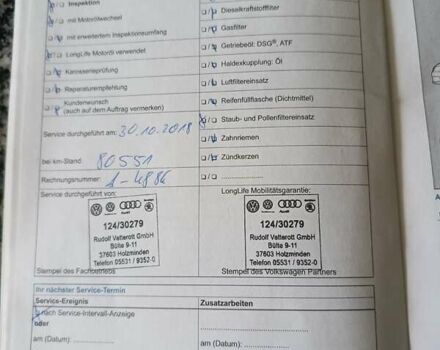 Inspektion
mit Motorölwechsel
mit erweitertem Inspektionsumfang
LongLife Motoröl verwendet
Karosserieprüfung
Reparaturempfehlung
Kundenwunsch
(auch auf dem Auftrag vermerken)
Service durchgeführt am: 30.10.2018
bei km-Stand: 80551
Rechnungsnummer:
Service durchgeführt von:
Audi
124/30279
Rudolf Velterott GmbH
Bülte 9-11
37603 Holzminden
Telefon 05531 / 9352-0
Stempel des Fachbetriebs
Dieselkraftstofffilter
Gasfilter
Getriebeöl: DSG®, ATF
Haldexkupplung: Öl
Luftfiltereinsatz
Reifenfüllflasche (Dichtmittel)
Staub- und Pollenfiltereinsatz
Zahnriemen
Zündkerzen
LongLife Mobilitätsgarantie:
Audi
124/30279
Rudolf Velterott GmbH
Bülte 9-11
37603 Holzminden
Telefon 05531 / 9352-0
Stempel des Volkswagen Partners
Ihr nächster Service-Termin
Service-Ereignis
Zusatzarbeiten
nach Service-Intervall-Anzeige
oder
am (Datum):
am (Datum):